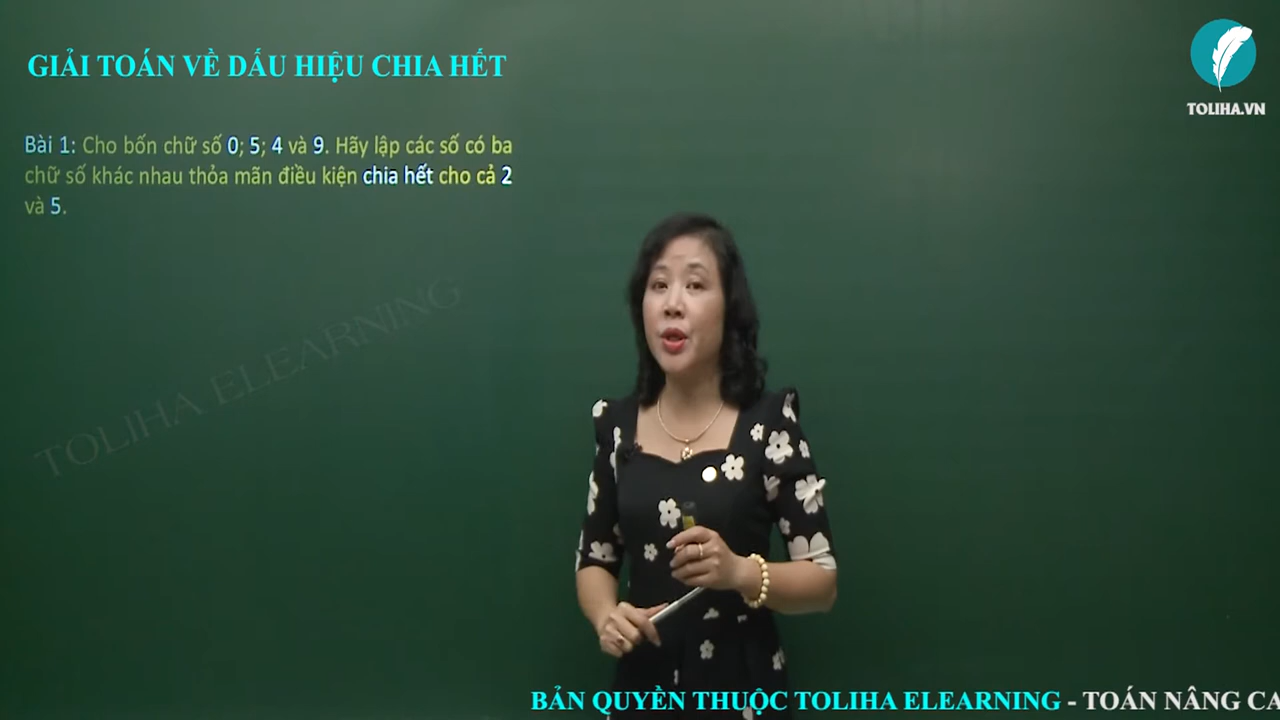 GIẢI TOÁN VỀ DẤU HIỆU CHIA HẾT
TOLIHA.VN
Bài 1: Cho bốn chữ số 0; 5; 4 và 9. Hãy lập các số có ba
chữ số khác nhau thỏa mãn điều kiện chia hết cho cả 2
và 5.
TOLIHA ELEARNING
BẢN QUYỀN THUỘC TOLIHA ELEARNING - TOÁN NÂNG CA